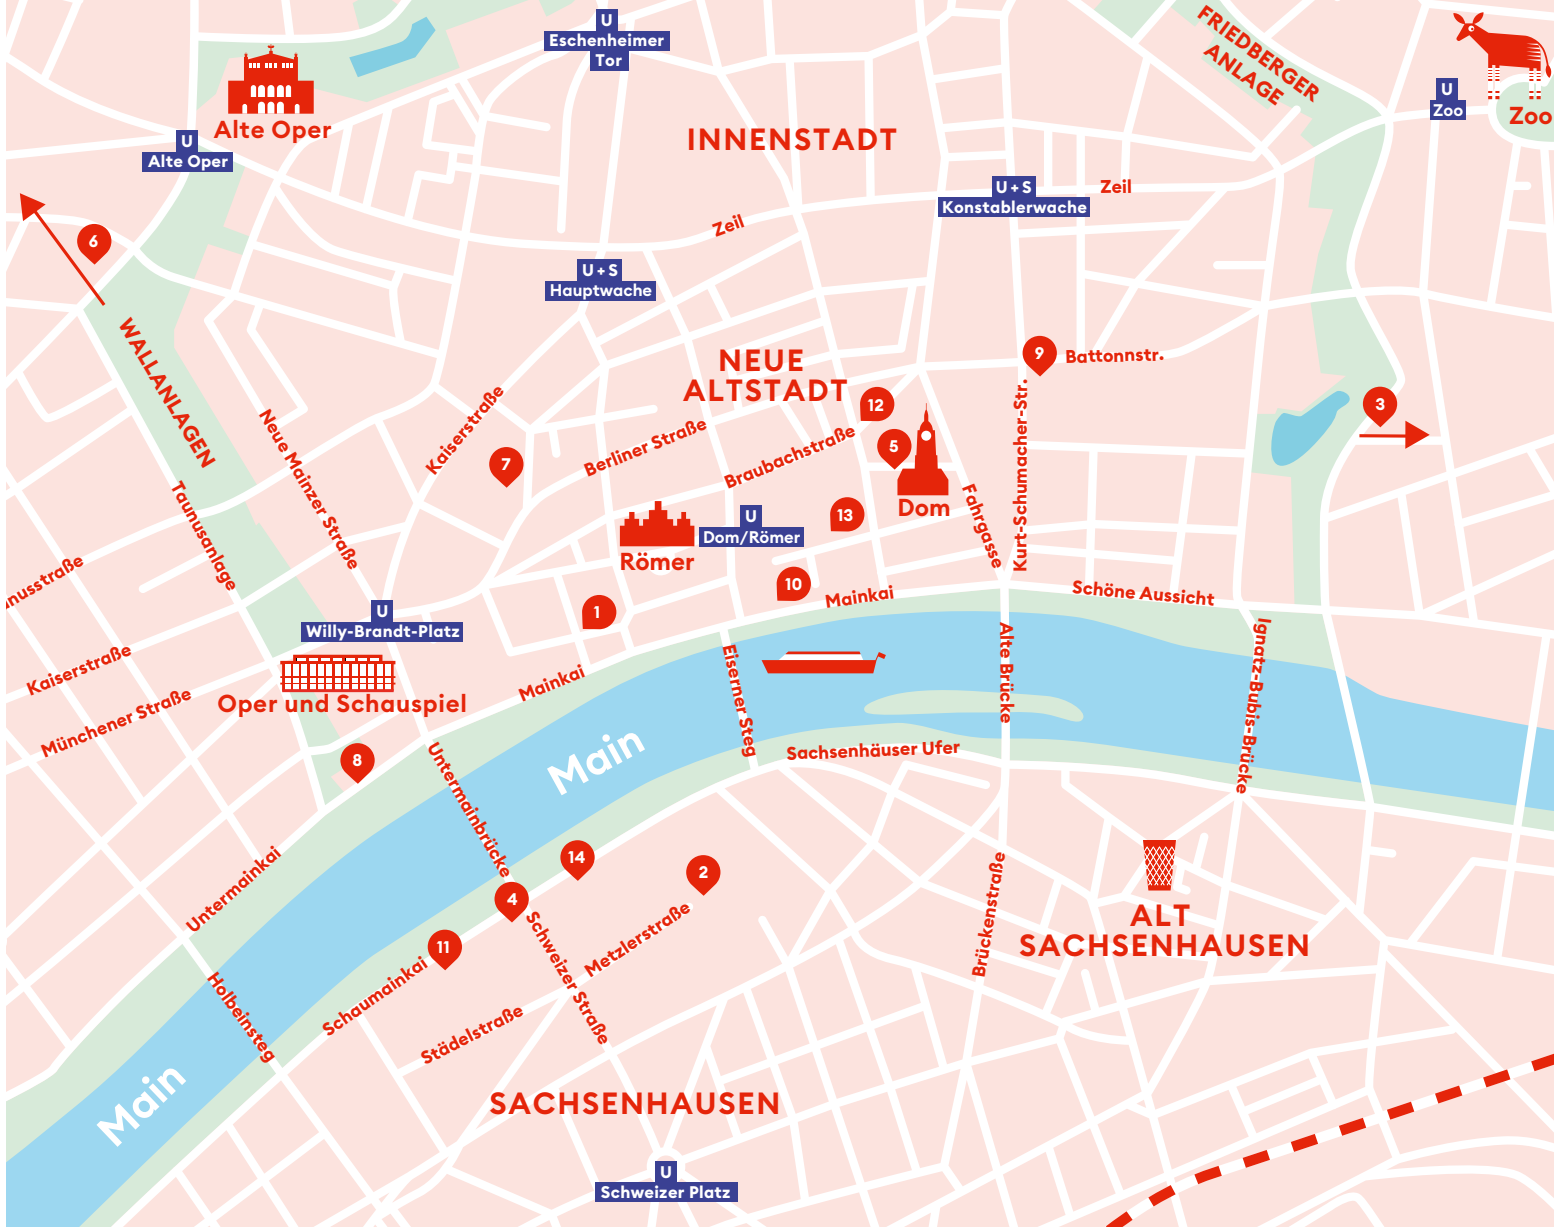 U
Eschenheimer
Tor
FRIEDBERGER
ANLAGE
U
Zoo
Zoo
Alte Oper
U
Alte Oper
INNENSTADT
U+S
Konstablerwache
Zeil
Zeil
6
U+S
Hauptwache
WALLANLAGEN
NEUE
ALTSTADT
9
Battonnstr.
12
3
Kaiserstraße
Neue Mainzer Straße
Berliner Straße
Braubachstraße
5
7
Kurt-Schumacher-Str.
Dom
Fahrgasse
Taunusanlage
13
U
Dom/Römer
Römer
nusstraße
10
1
Mainkai
Schöne Aussicht
U
Willy-Brandt-Platz
Kaiserstraße
Münchener Straße
Oper und Schauspiel
Mainkai
Eiserner Steg
Alte Brücke
Ignatz-Bubis-Brücke
8
Main
Sachsenhäuser Ufer
Untermainbrücke
14
2
4
Untermainkai
11
Schweizer Straße
Metzlerstraße
Brückenstraße
ALT
SACHSENHAUSEN
Holbeinsteg
Schaumainkai
Städelstraße
Main
SACHSENHAUSEN
U
Schweizer Platz